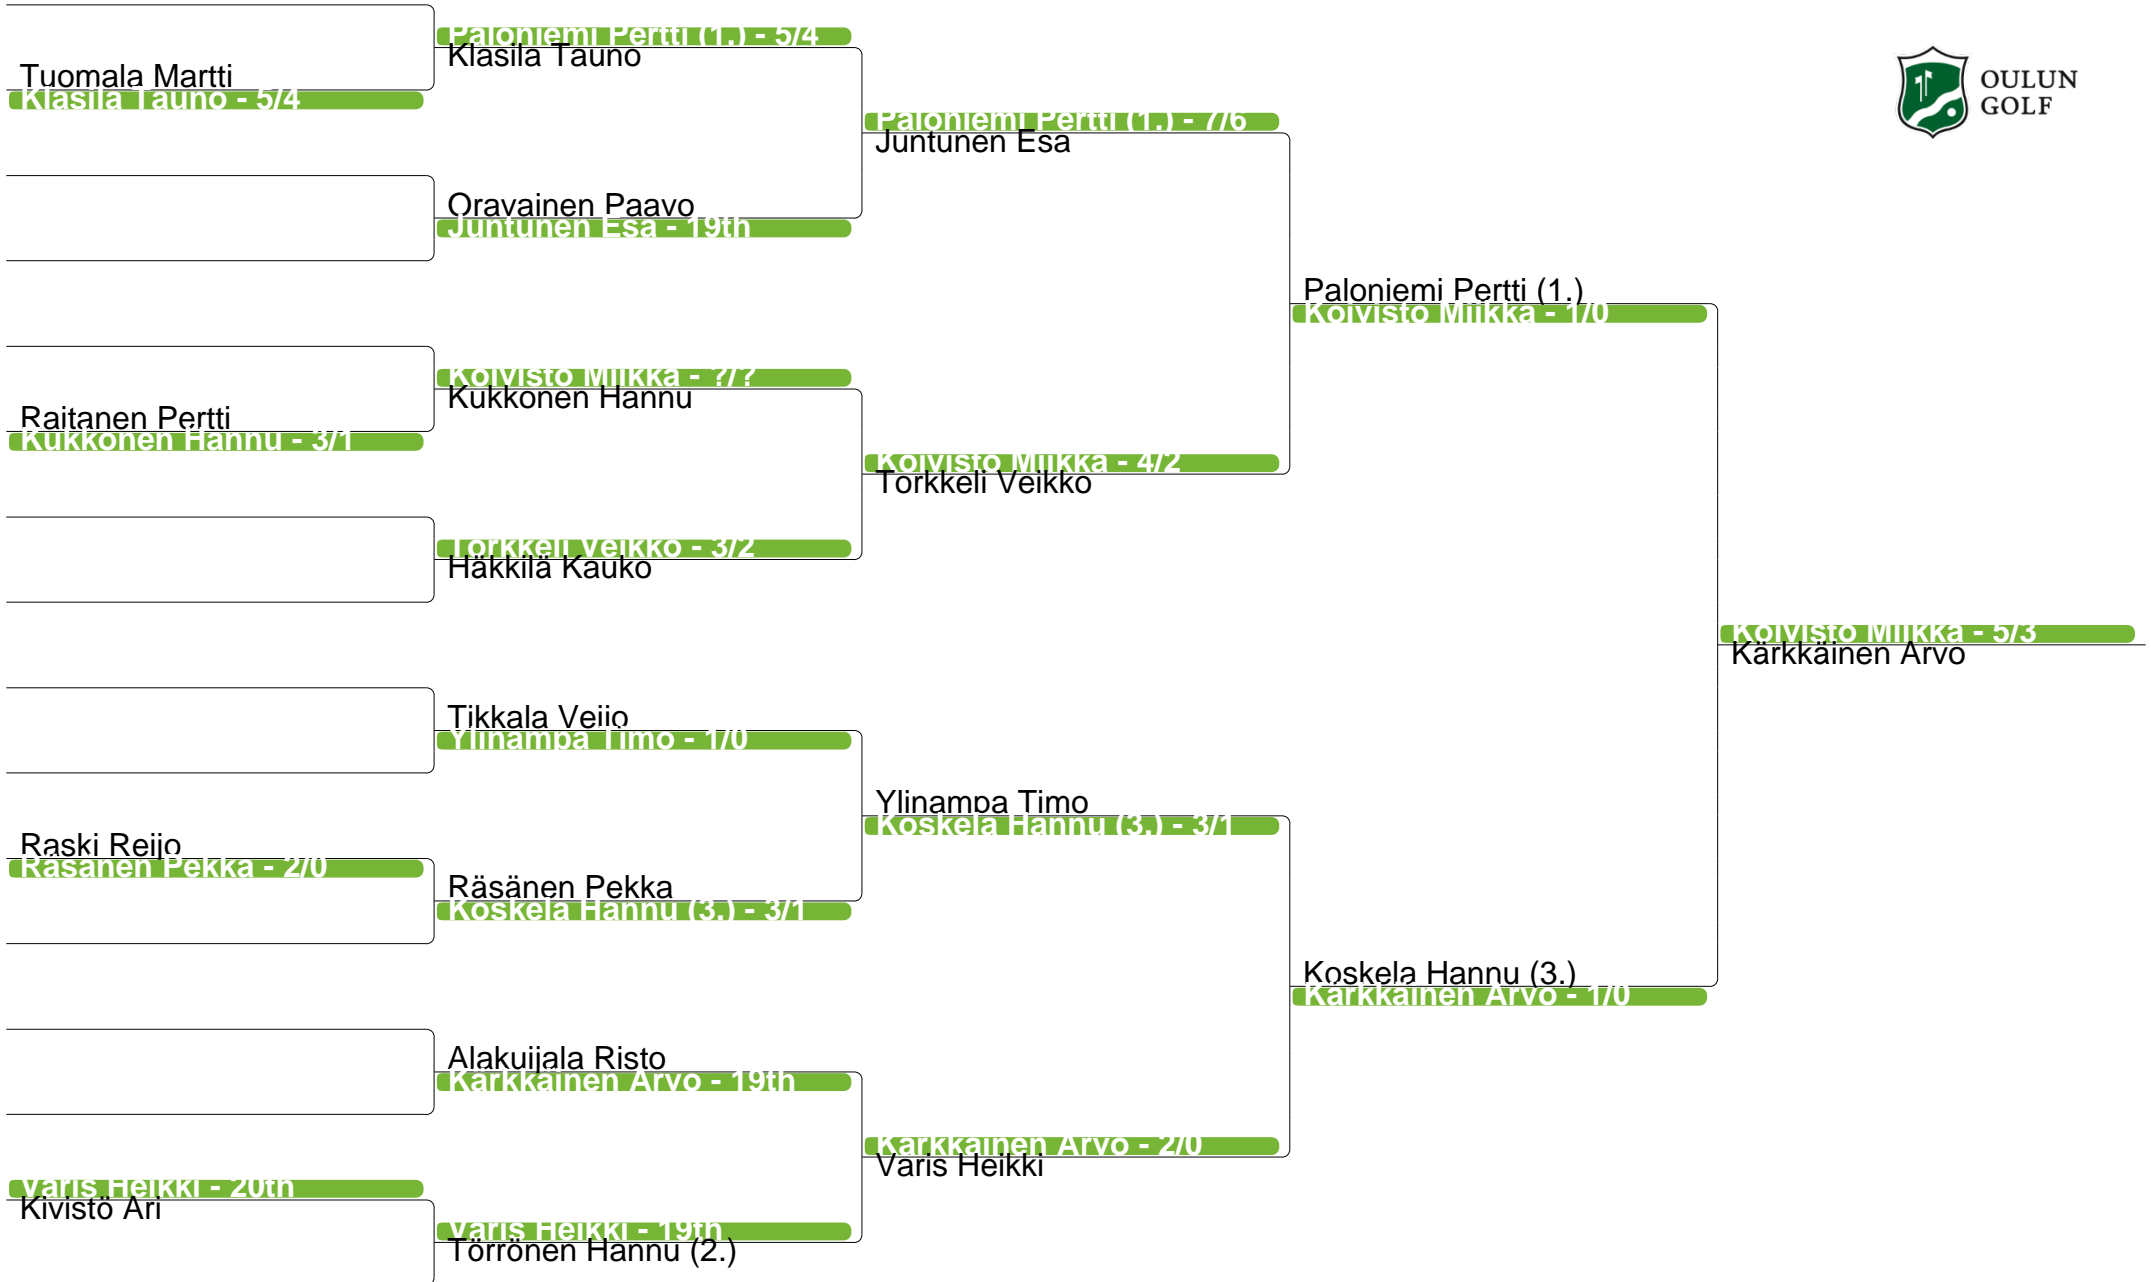 Tuomala Martti
Klasila Tauno - 5/4
Raitanen Pertti
Kukkonen Hannu - 3/1
Raski Reijo
Räsänen Pekka - 2/0
Varis Heikki - 20th
Kivistö Ari
Paloniemi Pertti (1.) - 5/4
Klasila Tauno
Oravainen Paavo
Juntunen Esa - 19th
Koivisto Miikka - ?/?
Kukkonen Hannu
Torkkeli Veikko - 3/2
Häkkilä Kauko
Tikkala Veijo
Ylinampa Timo - 1/0
Räsänen Pekka
Koskela Hannu (3.) - 3/1
Alakuijala Risto
Kärkkäinen Arvo - 19th
Varis Heikki - 19th
Törrönen Hannu (2.)
Paloniemi Pertti (1.) - 7/6
Juntunen Esa
Koivisto Miikka - 4/2
Torkkeli Veikko
Ylinampa Timo
Koskela Hannu (3.) - 3/1
Kärkkäinen Arvo - 2/0
Varis Heikki
Paloniemi Pertti (1.)
Koivisto Miikka - 1/0
Koskela Hannu (3.)
Kärkkäinen Arvo - 1/0
Koivisto Miikka - 5/3
Kärkkäinen Arvo
OULUN
GOLF